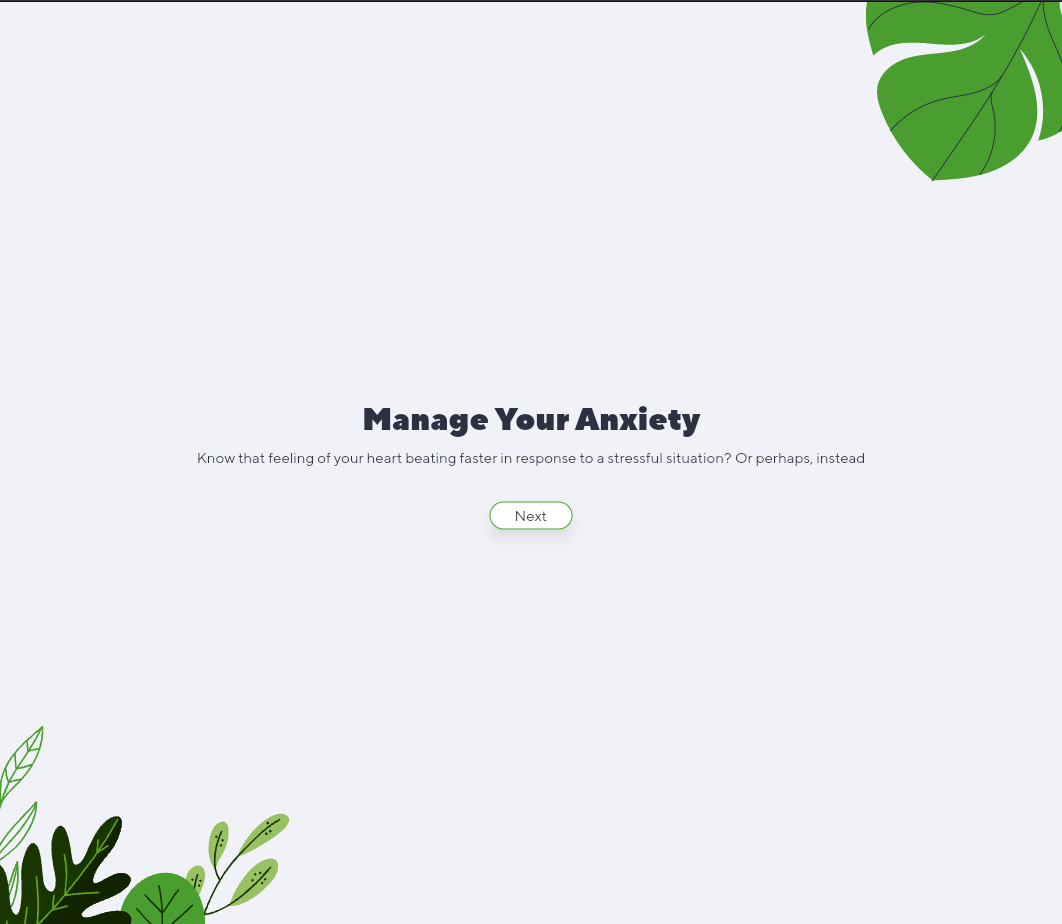 Manage Your Anxiety
Know that feeling of your heart beating faster in response to a stressful situation? Or perhaps, instead
Next